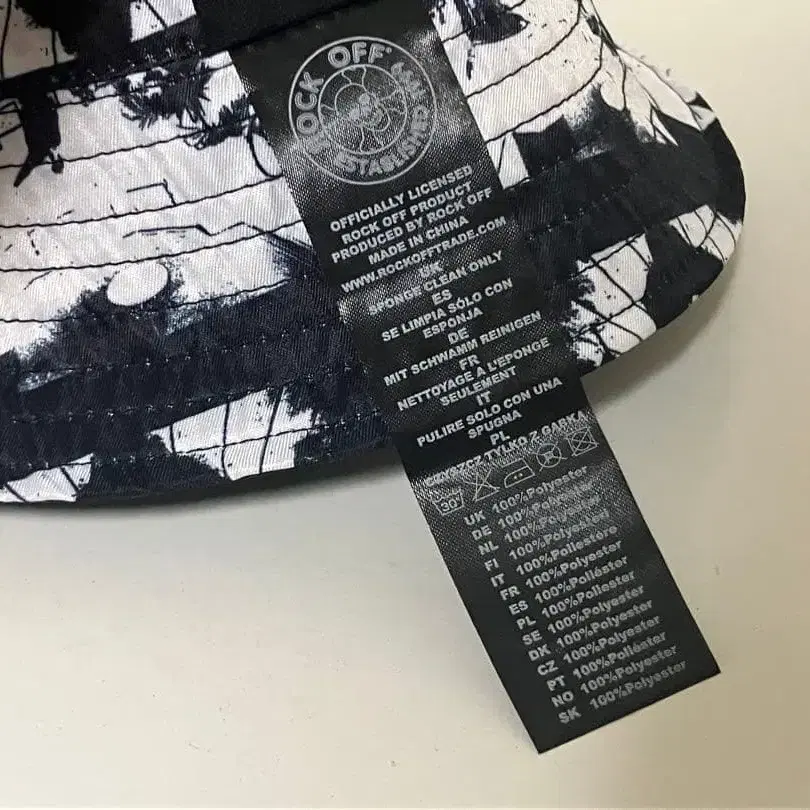 ROCK OFF
ESTABLISHED
OFFICIALLY LICENSED
ROCK OFF PRODUCT
PRODUCED BY ROCK OFF
MADE IN CHINA
WWW.ROCKOFFTRADE.COM
UK
SPONGE CLEAN ONLY
ES
SE LIMPIA SÓLO CON
ESPONJA
DE
MIT SCHWAMM REINIGEN
FR
NETTOYAGE A L'ÉPONGE
SEULEMENT
IT
PULIRE SOLO CON UNA
SPUGNA
PL
CZYSZCZ TYLKO Z GARKA
30°
UK 100%Polyester
DE 100%Polyester
NL 100%Polyester
FI 100%Polyesteri
IT 100%Poliestere
FR 100%Polyester
ES 100%Poliéster
PL 100%Poliester
SE 100%Polyester
DK 100%Polyester
CZ 100%Polyester
PT 100%Poliéster
NO 100%Polyester
SK 100%Polyester